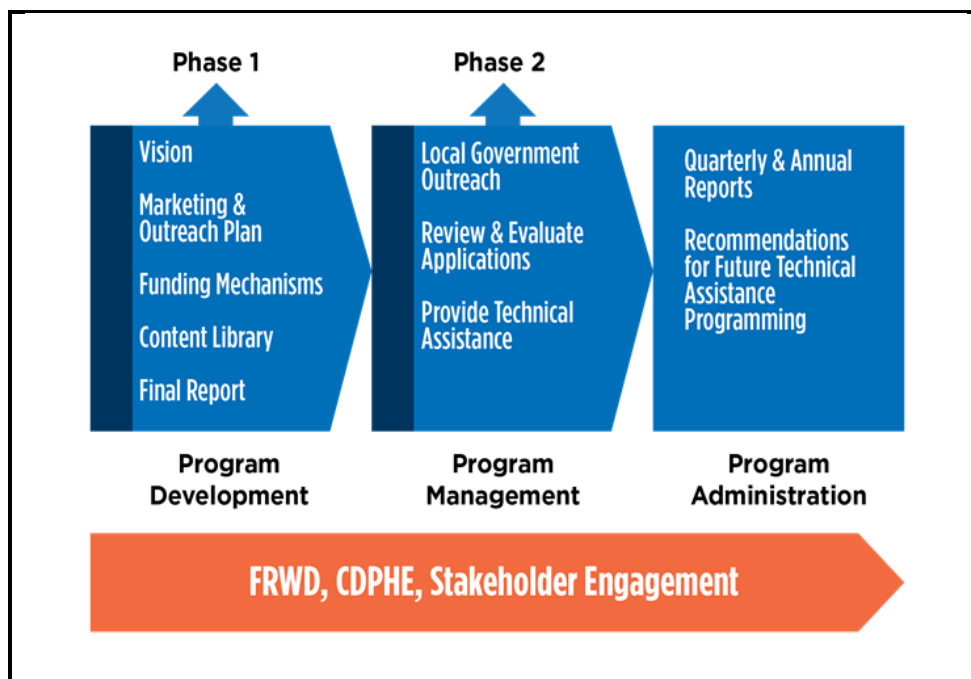 Phase 1
Phase 2
Vision
Marketing &
Outreach Plan
Funding Mechanisms
Content Library
Final Report
Local Government
Outreach
Review & Evaluate
Applications
Provide Technical
Assistance
Quarterly & Annual
Reports
Recommendations
for Future Technical
Assistance
Programming
Program
Development
Program
Management
Program
Administration
FRWD, CDPHE, Stakeholder Engagement